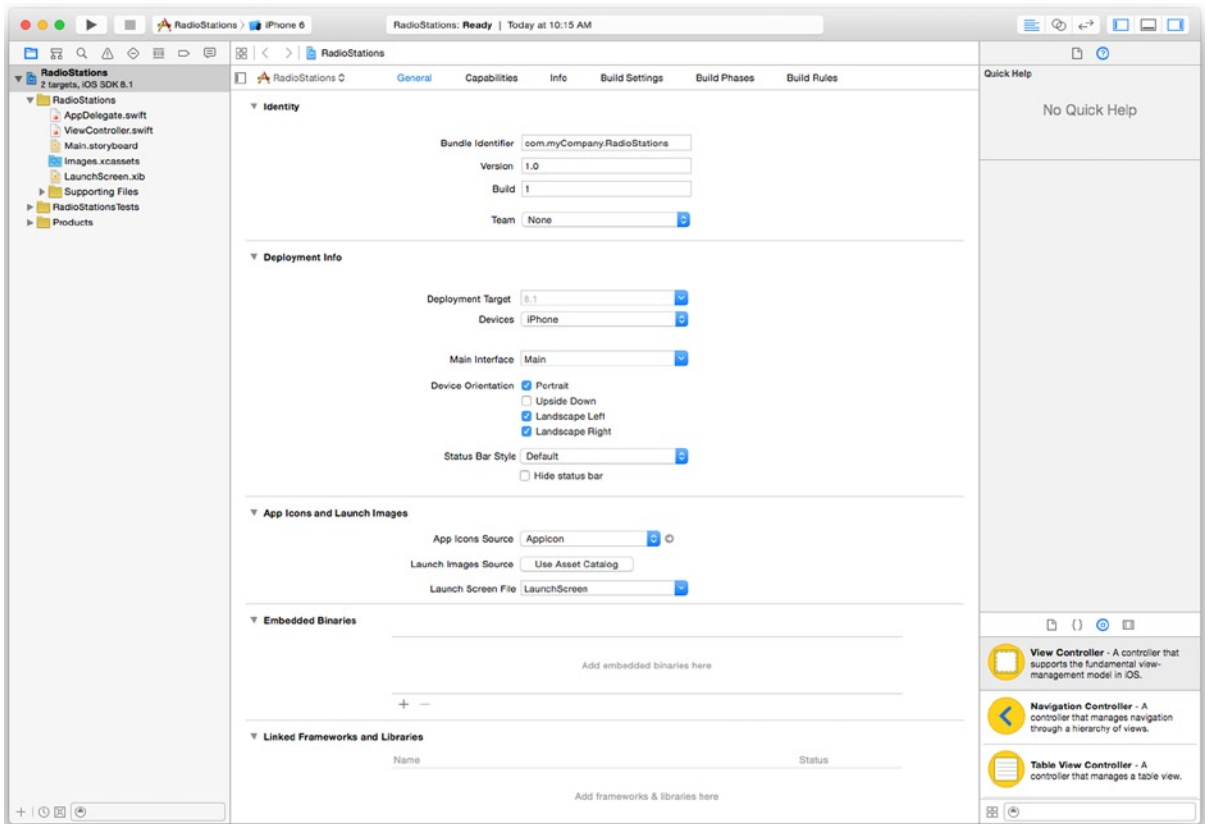 RadioStations iPhone 6
RadioStations: Ready | Today at 10:15 AM
RadioStations
2 targets, iOS SDK 8.1
RadioStations
AppDelegate.swift
ViewController.swift
Main.storyboard
Images.xcassets
LaunchScreen.xib
Supporting Files
RadioStationsTests
Products
RadioStations
RadioStations General Capabilities Info Build Settings Build Phases Build Rules
Identity
Bundle Identifier com.myCompany.RadioStations
Version 1.0
Build 1
Team None
Deployment Info
Deployment Target 8.1
Devices iPhone
Main Interface Main
Device Orientation Portrait
Upside Down
Landscape Left
Landscape Right
Status Bar Style Default
Hide status bar
App Icons and Launch Images
App Icons Source AppIcon
Launch Images Source Use Asset Catalog
Launch Screen File LaunchScreen
Embedded Binaries
Add embedded binaries here
Linked Frameworks and Libraries
Name Status
Add frameworks & libraries here
Quick Help
No Quick Help
View Controller - A controller that
supports the fundamental view-
management model in iOS.
Navigation Controller - A
controller that manages navigation
through a hierarchy of views.
Table View Controller - A
controller that manages a table view.